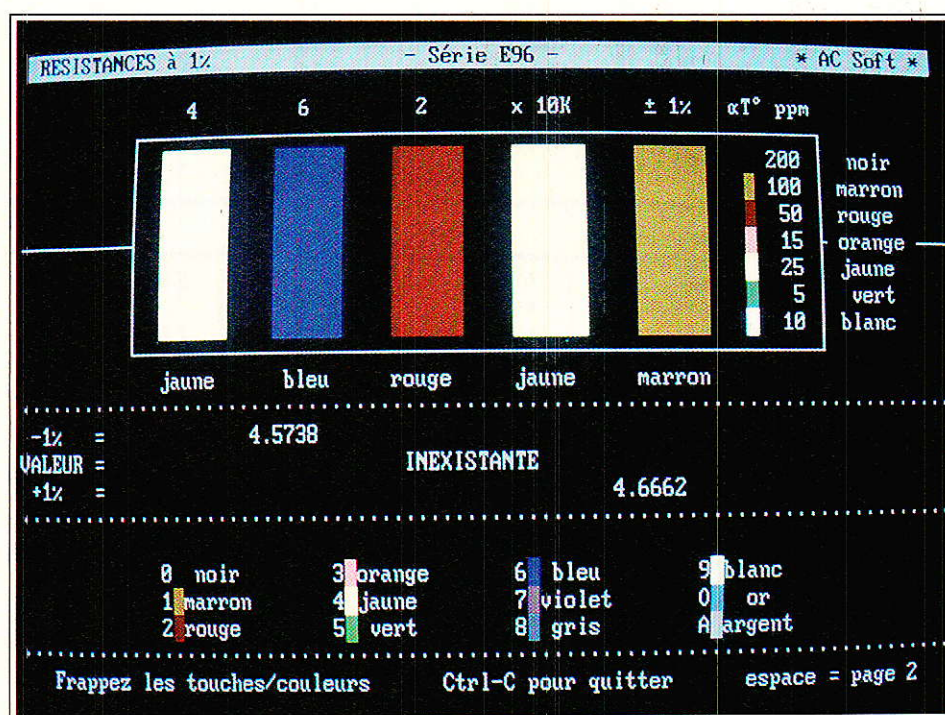 RESISTANCES à 1% - Série E96 - * AC Soft *
4 6 2 x 10K ± 1% αT° ppm
200 noir
100 marron
50 rouge
15 orange
25 jaune
5 vert
10 blanc
jaune bleu rouge jaune marron
-1% = 4.5738
VALEUR = INEXISTANTE
+1% = 4.6662
0 noir 3 orange 6 bleu 9 blanc
1 marron 4 jaune 7 violet O or
2 rouge 5 vert 8 gris A argent
Frappez les touches/couleurs Ctrl-C pour quitter espace = page 2